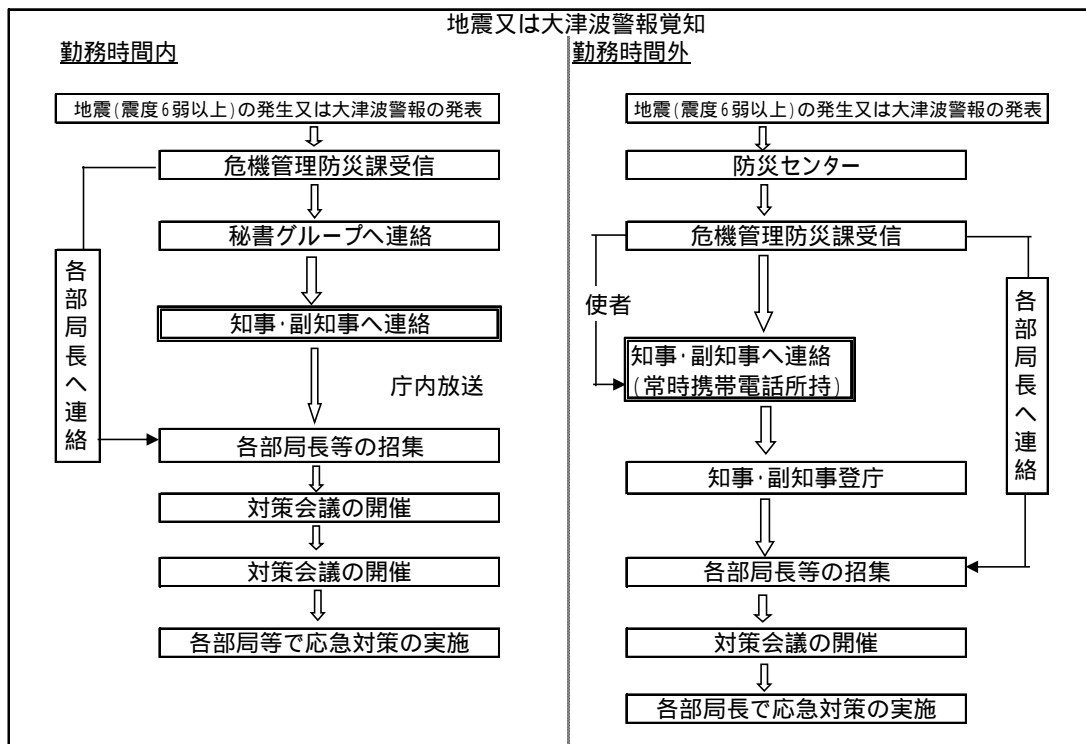 地震又は大津波警報覚知
勤務時間内
地震(震度6弱以上)の発生又は大津波警報の発表
危機管理防災課受信
秘書グループへ連絡
各部局長へ連絡
知事・副知事へ連絡
庁内放送
各部局長等の招集
対策会議の開催
対策会議の開催
各部局等で応急対策の実施
勤務時間外
地震(震度6弱以上)の発生又は大津波警報の発表
防災センター
危機管理防災課受信
使者
各部局長へ連絡
知事・副知事へ連絡
(常時携帯電話所持)
知事・副知事登庁
各部局長等の招集
対策会議の開催
各部局長で応急対策の実施